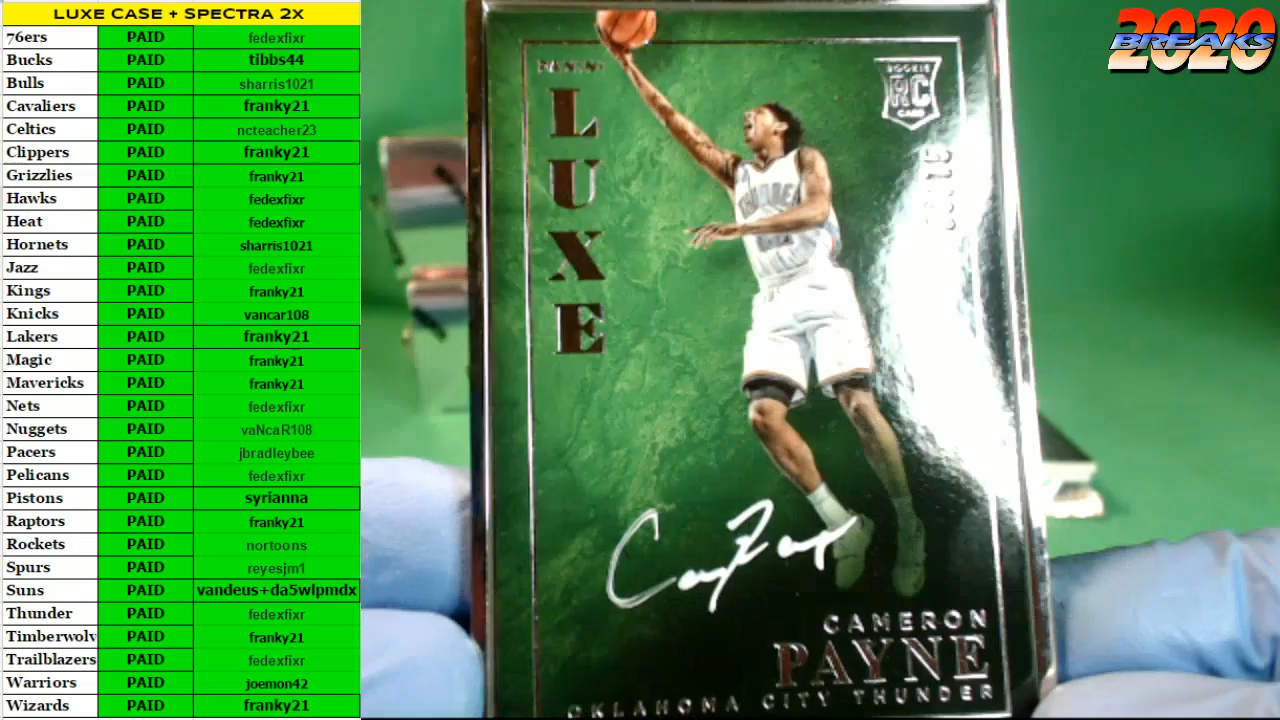 LUXE CASE + SPECTRA 2X
76ers PAID fedexfixr
Bucks PAID tibbs44
Bulls PAID sharris1021
Cavaliers PAID franky21
Celtics PAID ncteacher23
Clippers PAID franky21
Grizzlies PAID franky21
Hawks PAID fedexfixr
Heat PAID fedexfixr
Hornets PAID sharris1021
Jazz PAID fedexfixr
Kings PAID franky21
Knicks PAID vancar108
Lakers PAID franky21
Magic PAID franky21
Mavericks PAID franky21
Nets PAID fedexfixr
Nuggets PAID vaNcaR108
Pacers PAID jbradleybee
Pelicans PAID fedexfixr
Pistons PAID syrianna
Raptors PAID franky21
Rockets PAID nortoons
Spurs PAID reyesjm1
Suns PAID vandeus+da5wlpmdx
Thunder PAID fedexfixr
Timberwolv PAID franky21
Trailblazers PAID fedexfixr
Warriors PAID joemon42
Wizards PAID franky21
PANINI
LUXE
ROOKIE
RC
CARD
THUNDER
Cam Payne
CAMERON
PAYNE
OKLAHOMA CITY THUNDER
2020
BREAKS